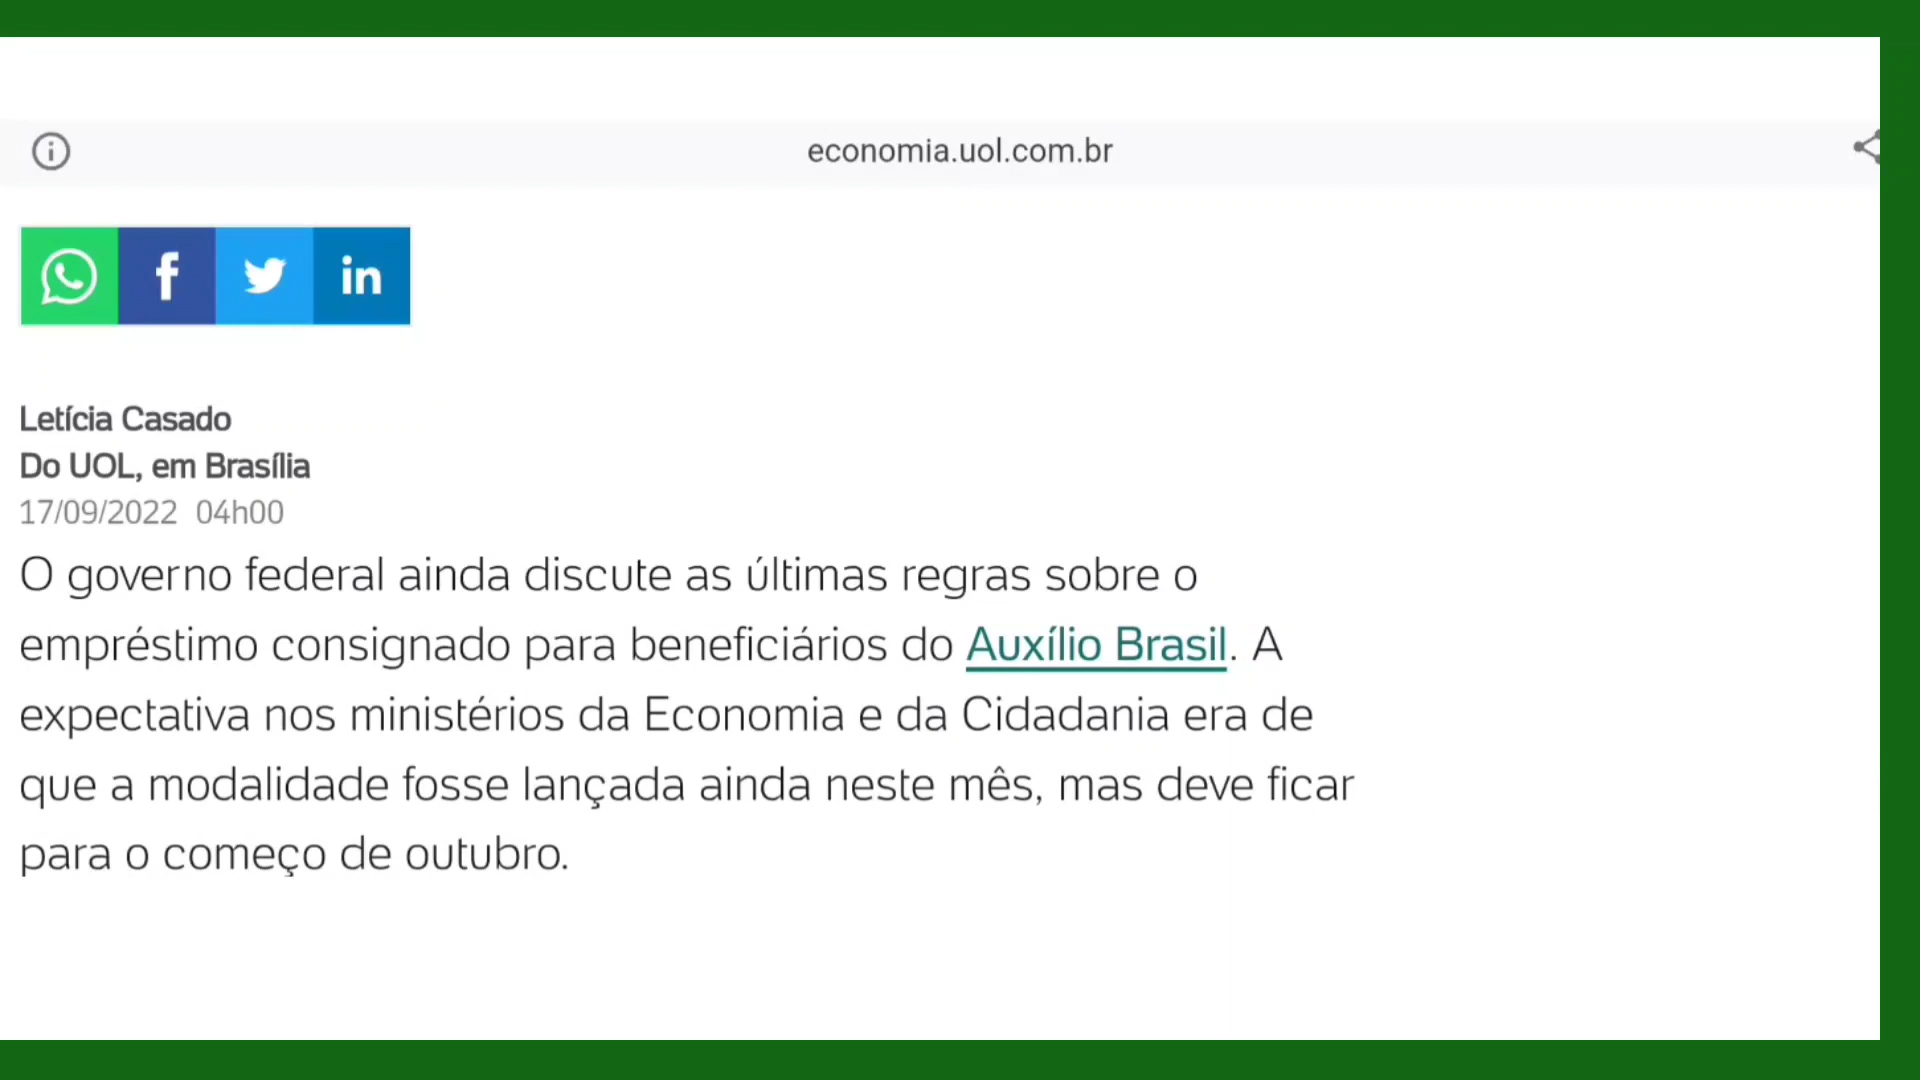 economia.uol.com.br
f
in
Letícia Casado
Do UOL, em Brasília
17/09/2022 04h00
O governo federal ainda discute as últimas regras sobre o
empréstimo consignado para beneficiários do Auxílio Brasil. A
expectativa nos ministérios da Economia e da Cidadania era de
que a modalidade fosse lançada ainda neste mês, mas deve ficar
para o começo de outubro.